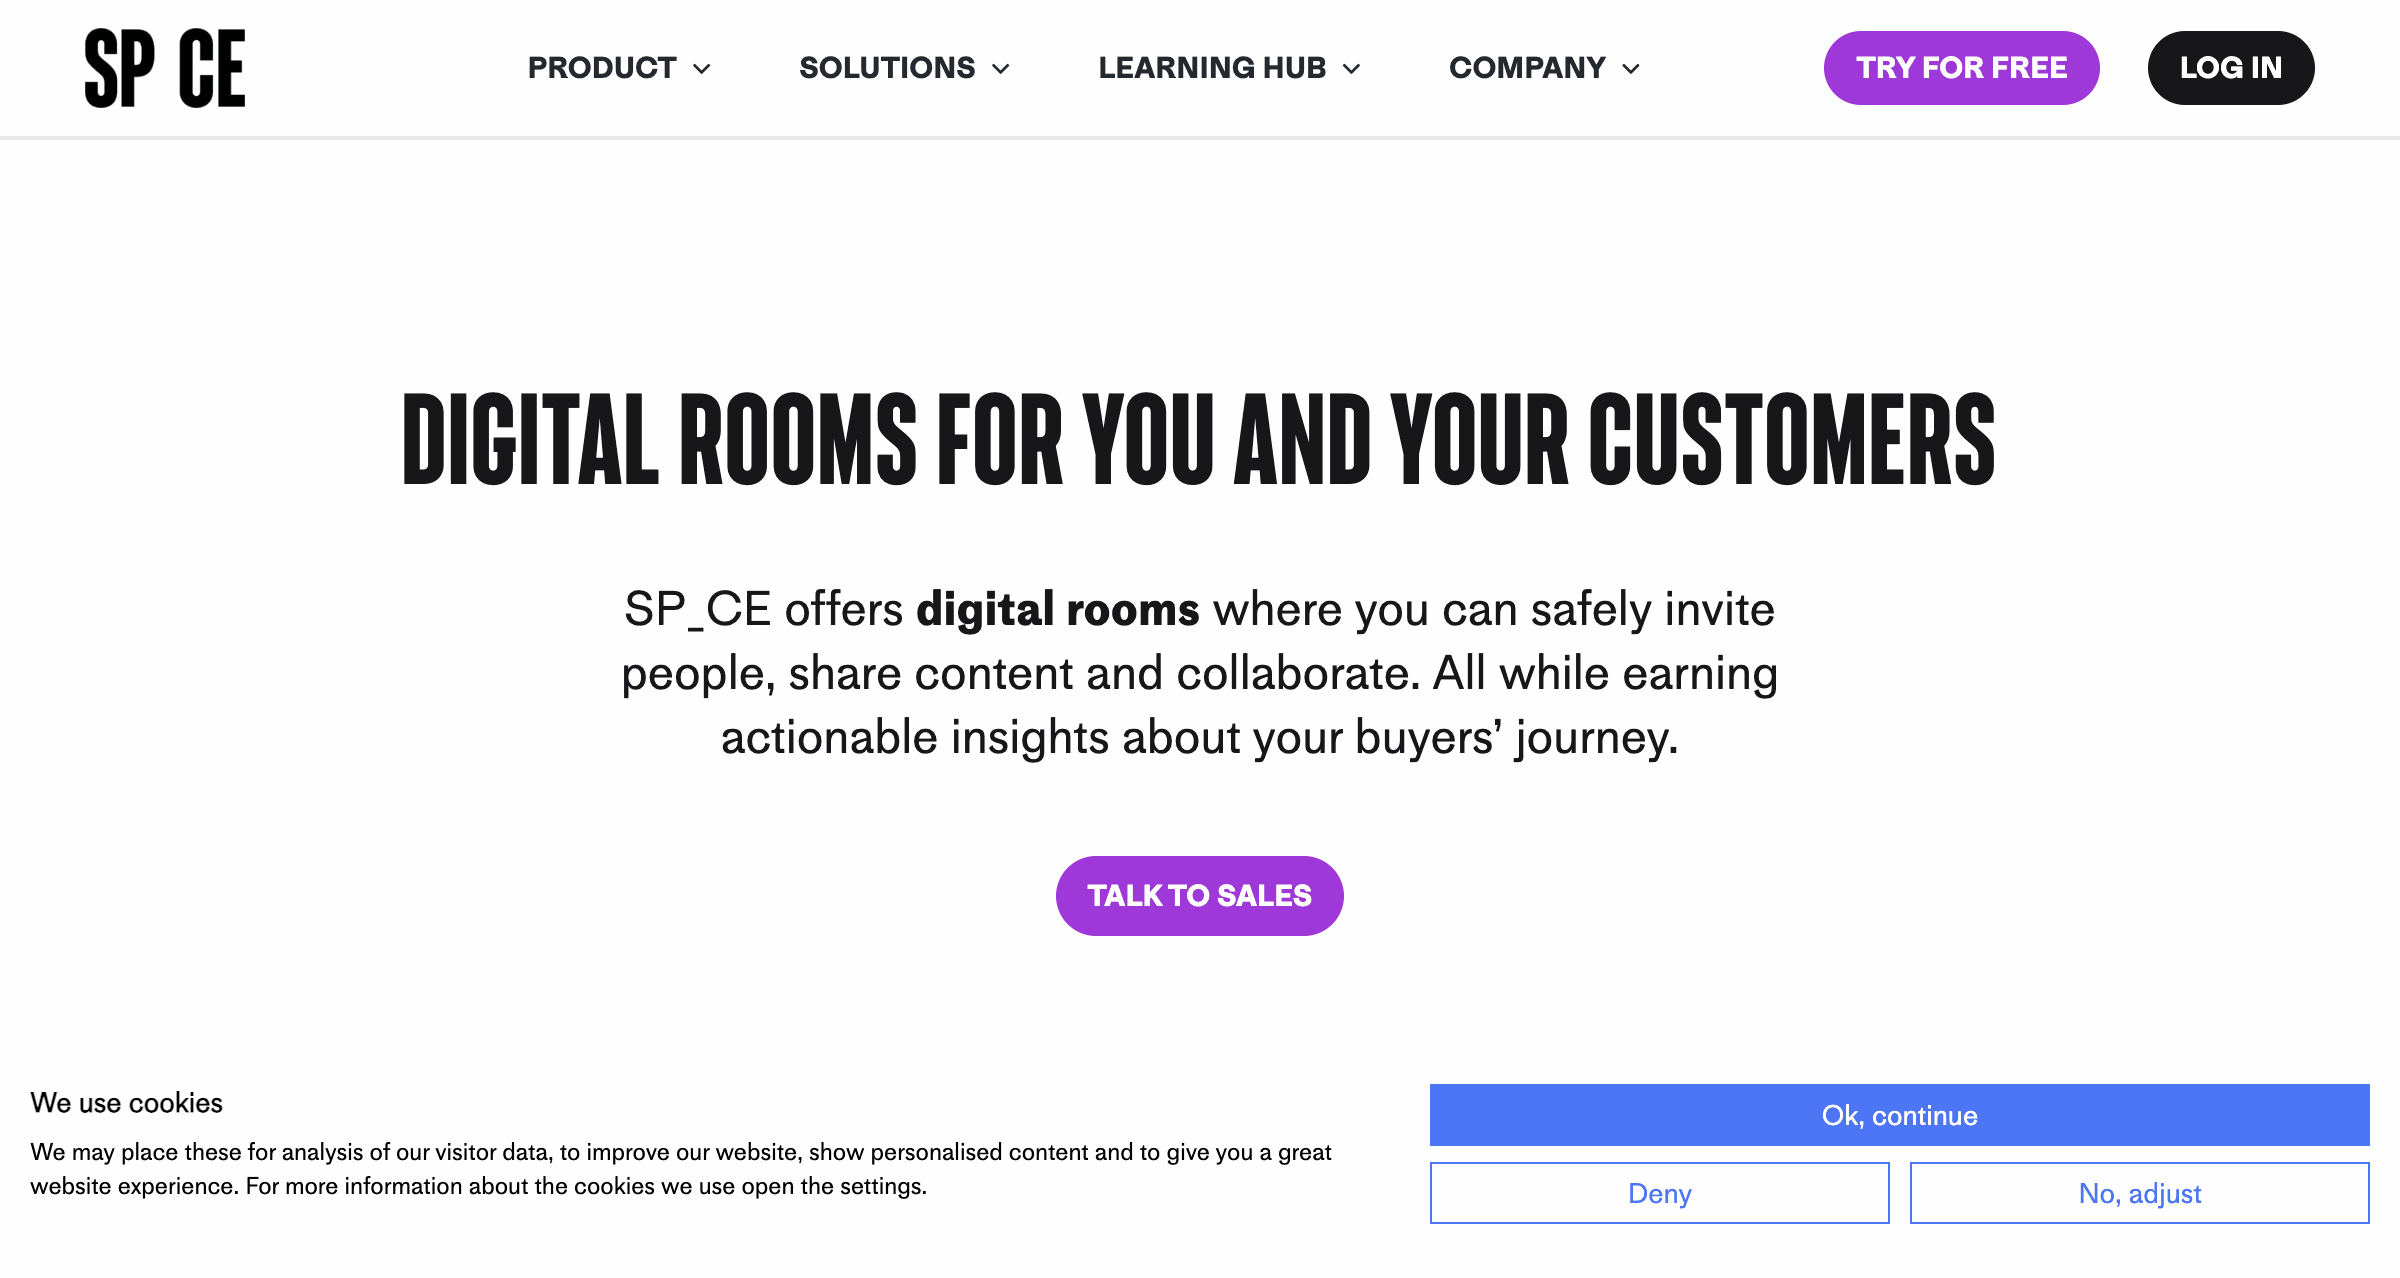 SP CE
PRODUCT
SOLUTIONS
LEARNING HUB
COMPANY
TRY FOR FREE
LOG IN
DIGITAL ROOMS FOR YOU AND YOUR CUSTOMERS
SP_CE offers digital rooms where you can safely invite
people, share content and collaborate. All while earning
actionable insights about your buyers’ journey.
TALK TO SALES
We use cookies
We may place these for analysis of our visitor data, to improve our website, show personalised content and to give you a great
website experience. For more information about the cookies we use open the settings.
Ok, continue
Deny
No, adjust